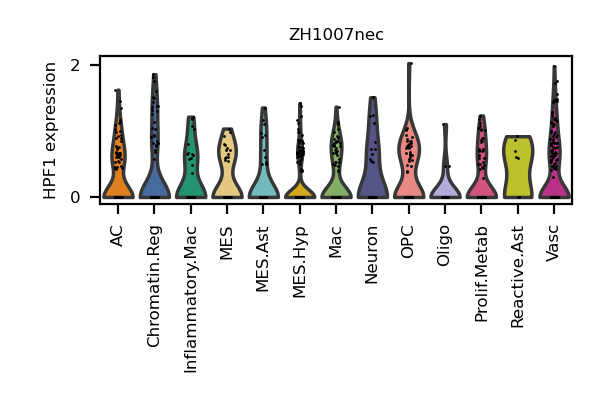 ZH1007nec
HPF1 expression
2
0
AC
Chromatin.Reg
Inflammatory.Mac
MES
MES.Ast
MES.Hyp
Mac
Neuron
OPC
Oligo
Prolif.Metab
Reactive.Ast
Vasc